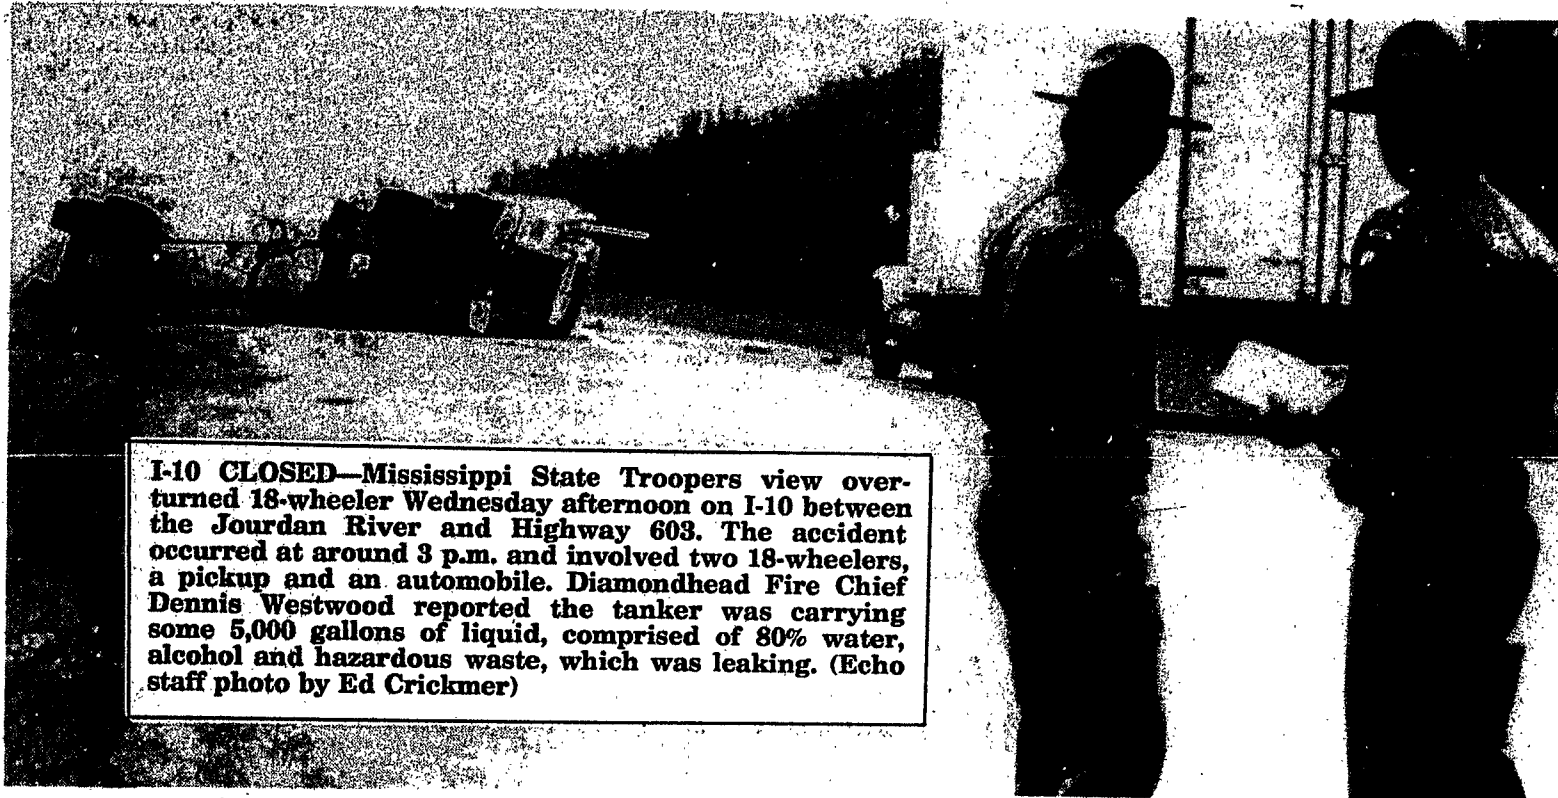 I-10 CLOSED—Mississippi State Troopers view over-
turned 18-wheeler Wednesday afternoon on I-10 between
the Jourdan River and Highway 603. The accident
occurred at around 3 p.m. and involved two 18-wheelers,
a pickup and an automobile. Diamondhead Fire Chief
Dennis Westwood reported the tanker was carrying
some 5,000 gallons of liquid, comprised of 80% water,
alcohol and hazardous waste, which was leaking. (Echo
staff photo by Ed Crickmer)